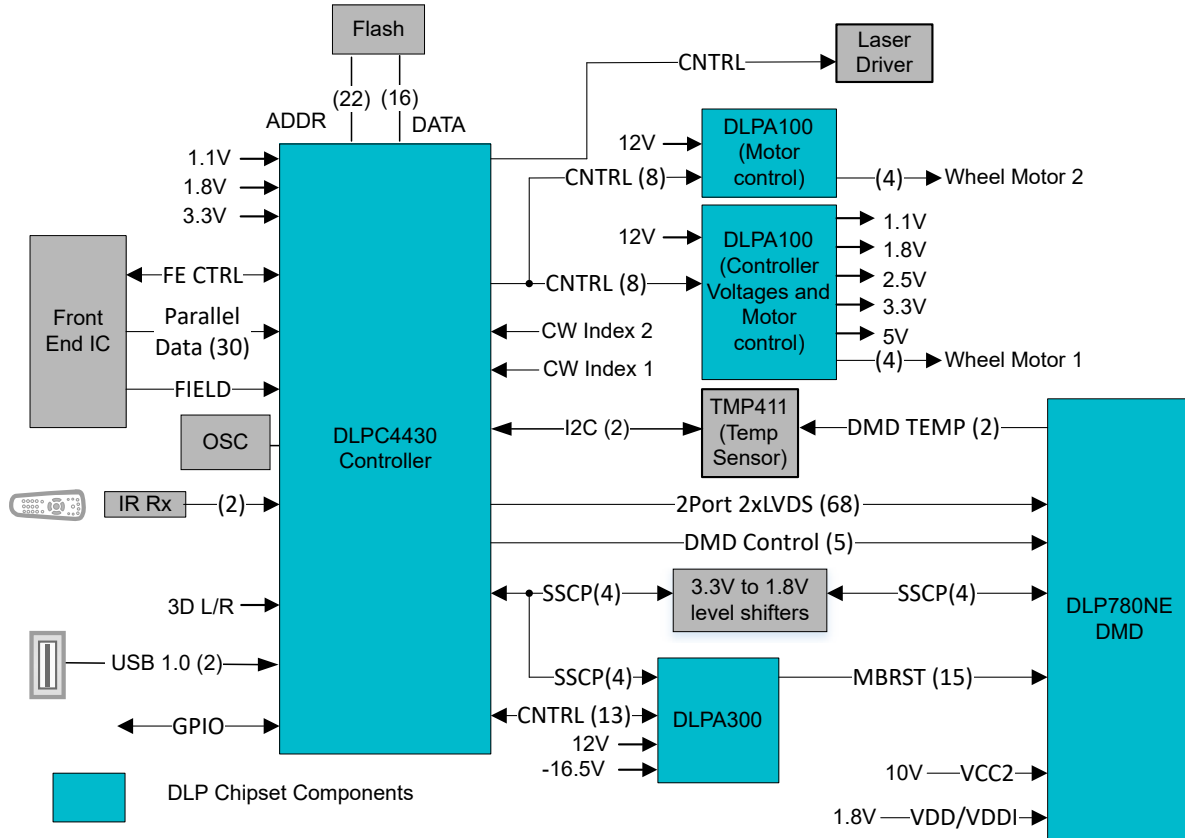 Flash
(22)
(16)
ADDR
DATA
CNTRL
Laser
Driver
1.1V
1.8V
3.3V
12V
DLPA100
(Motor
control)
CNTRL (8)
(4)
Wheel Motor 2
12V
DLPA100
(Controller
Voltages and
Motor
control)
1.1V
1.8V
2.5V
3.3V
5V
(4)
Wheel Motor 1
CNTRL (8)
Front
End IC
FE CTRL
Parallel
Data (30)
FIELD
CW Index 2
CW Index 1
OSC
DLPC4430
Controller
I2C (2)
TMP411
(Temp
Sensor)
DMD TEMP (2)
IR Rx
(2)
2Port 2xLVDS (68)
DMD Control (5)
3D L/R
SSCP(4)
3.3V to 1.8V
level shifters
SSCP(4)
DLP780NE
DMD
USB 1.0 (2)
SSCP(4)
DLPA300
MBRST (15)
GPIO
CNTRL (13)
12V
-16.5V
10V
VCC2
1.8V
VDD/VDDI
DLP Chipset Components